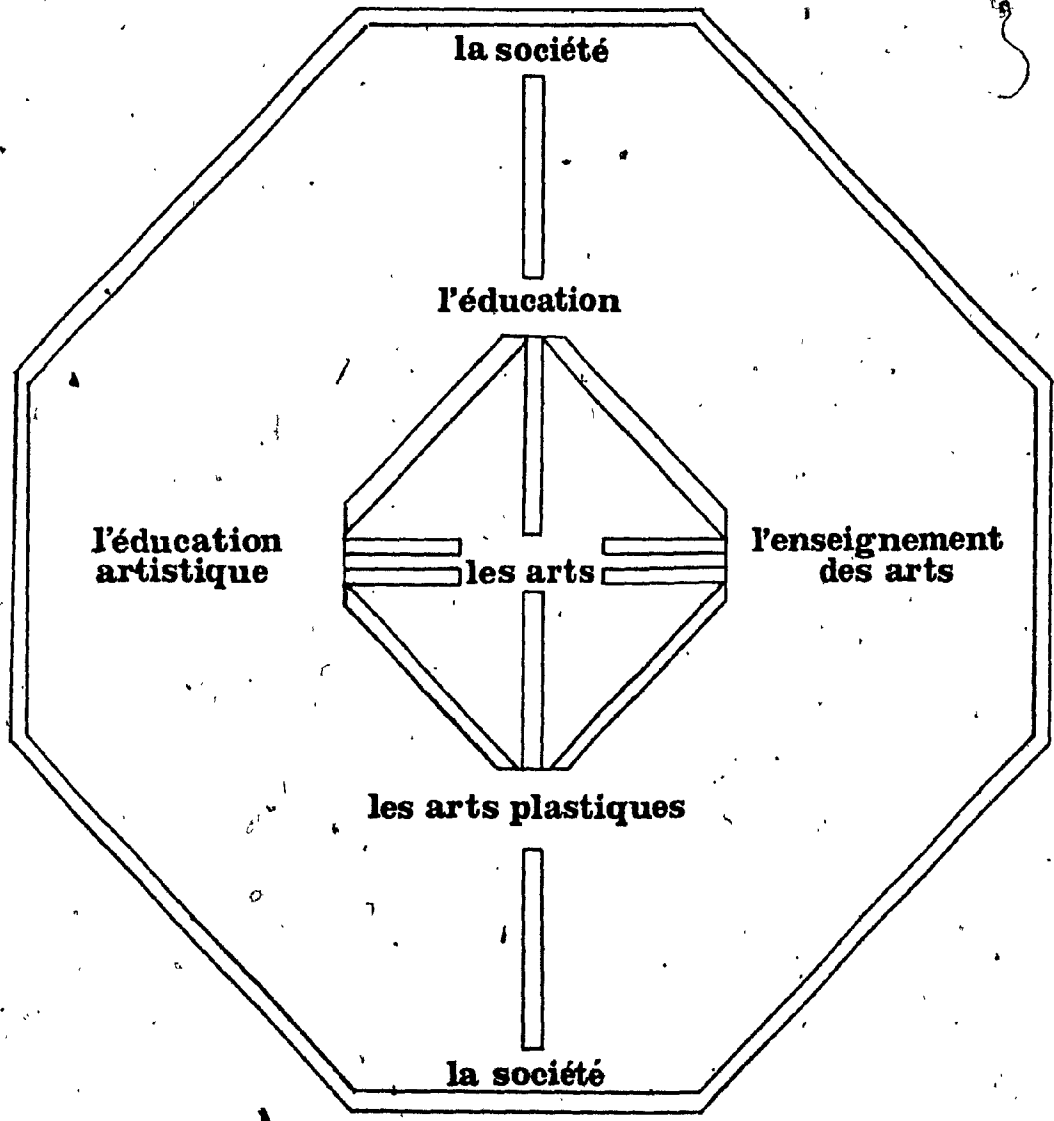 la société
l'éducation
l'éducation
artistique
les arts
l'enseignement
des arts
les arts plastiques
la société